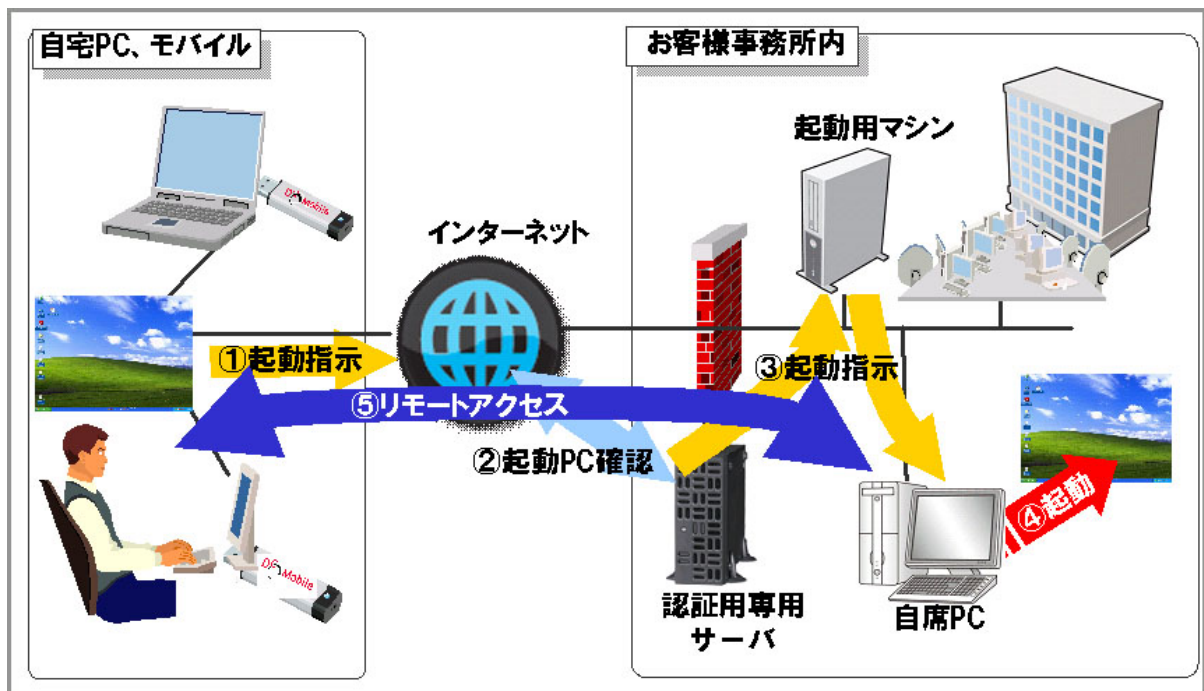 自宅PC、モバイル
お客様事務所内
起動用マシン
インターネット
①起動指示
③起動指示
⑤リモートアクセス
②起動PC確認
④起動
認証用専用
サーバ
自席PC
Mobile
Mobile